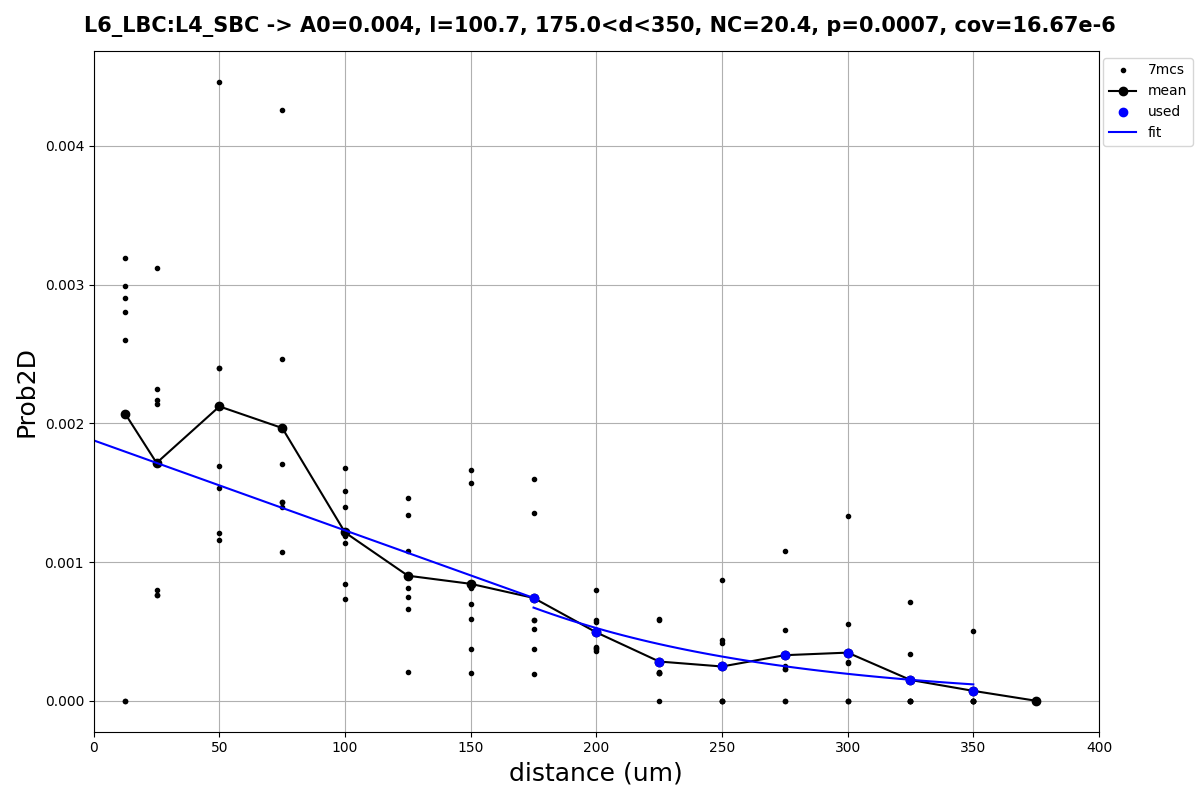 L6_LBC:L4_SBC -> A0=0.004, l=100.7, 175.0<d<350, NC=20.4, p=0.0007, cov=16.67e-6
7mcs
mean
used
fit
Prob2D
0.004
0.003
0.002
0.001
0.000
0 50 100 150 200 250 300 350 400
distance (um)